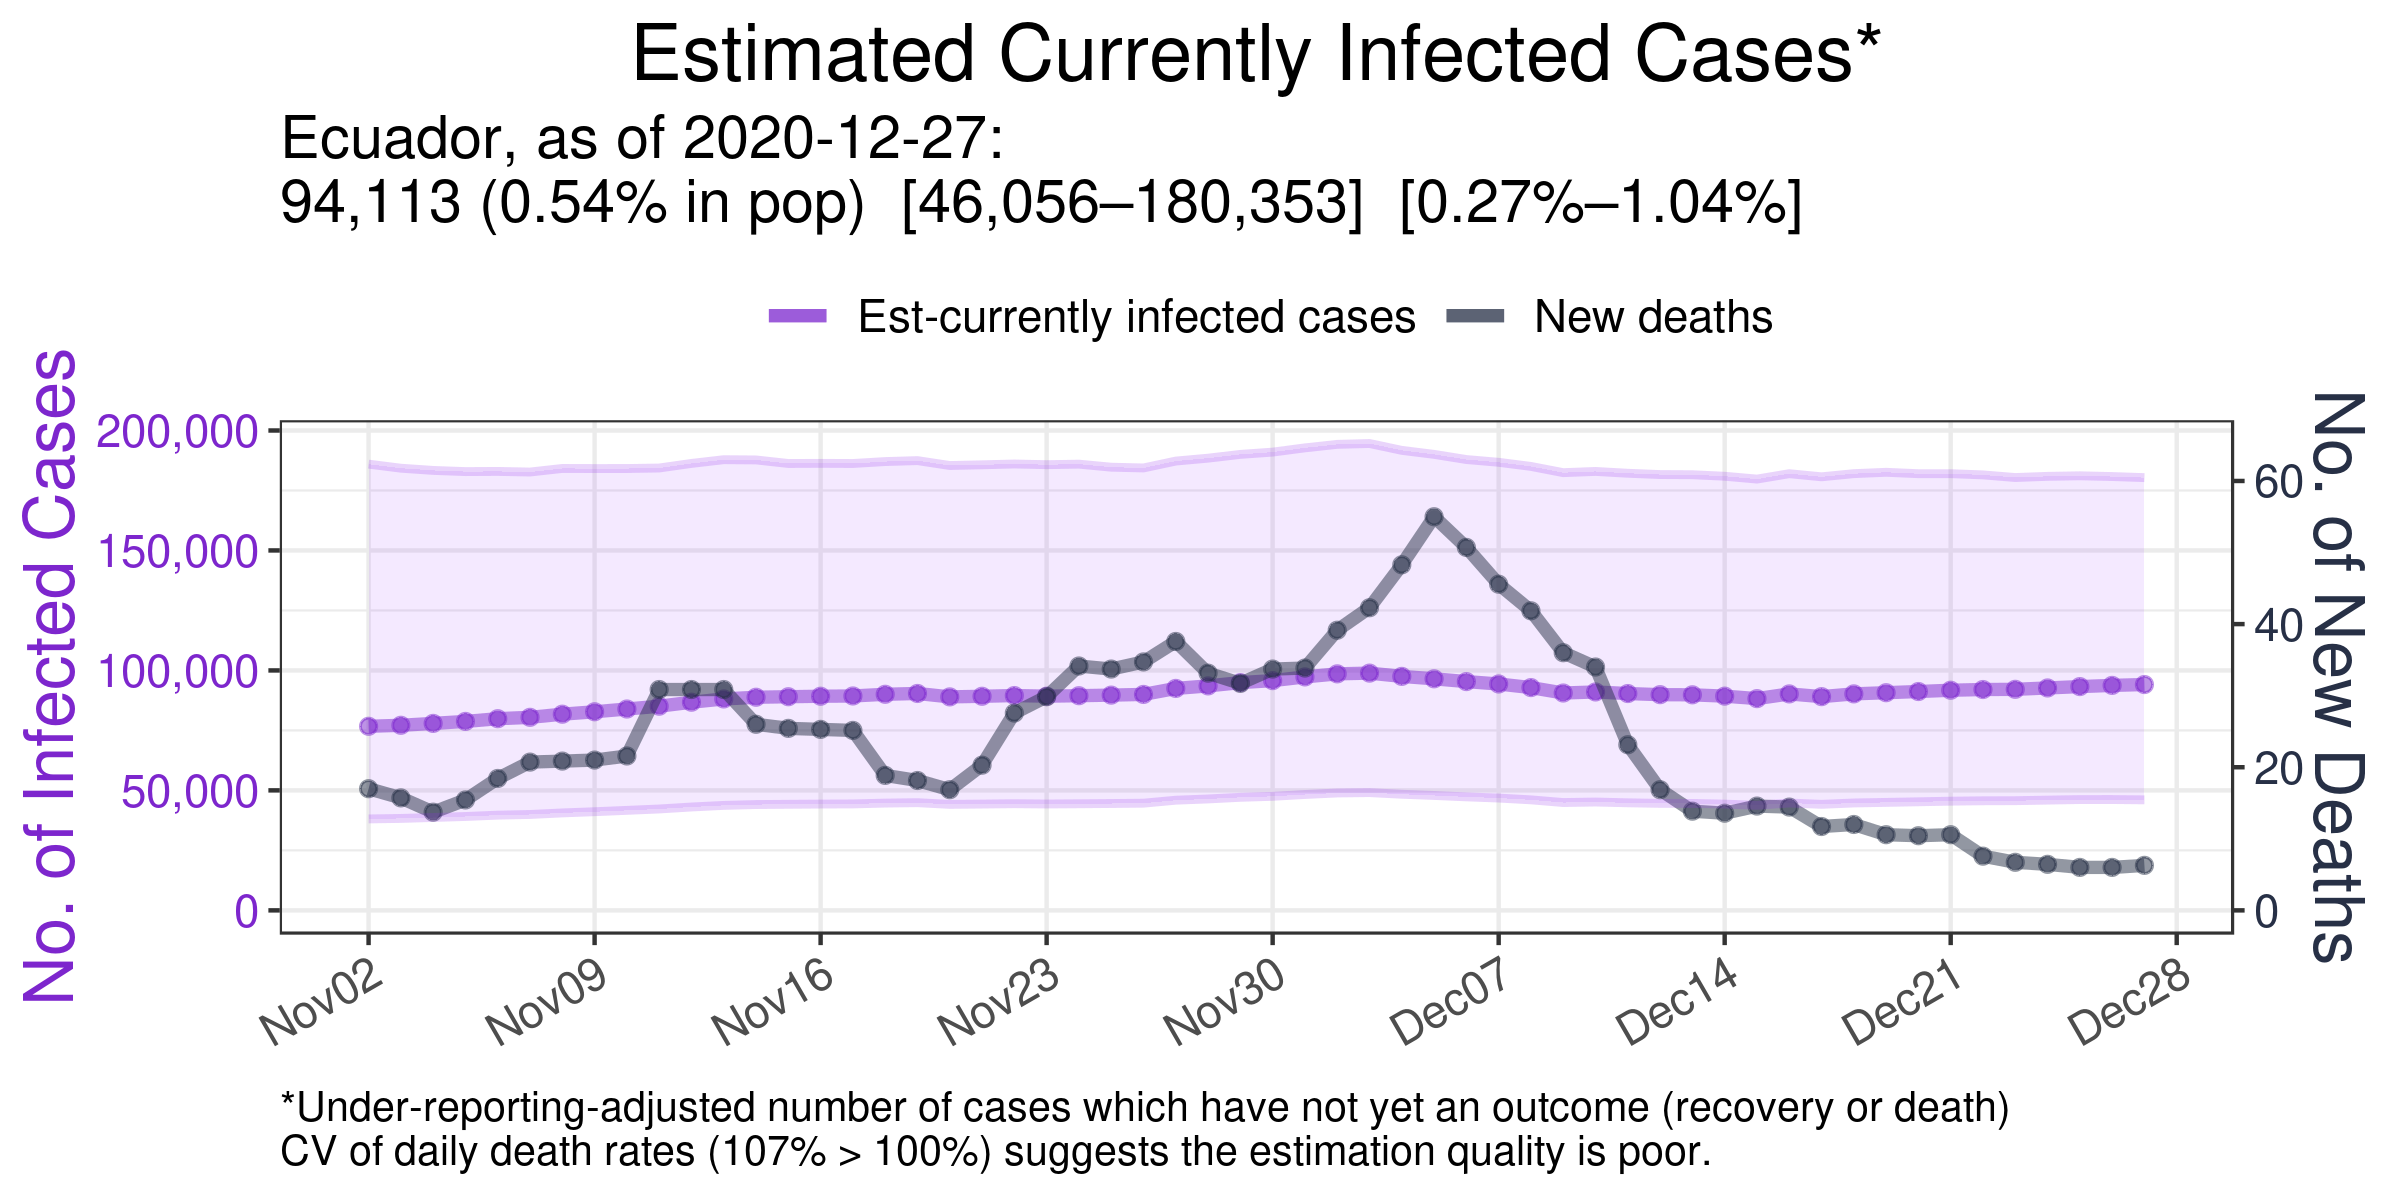 Estimated Currently Infected Cases*
Ecuador, as of 2020-12-27:
94,113 (0.54% in pop)  [46,056–180,353]  [0.27%–1.04%]
Est-currently infected cases
New deaths
No. of Infected Cases
200,000
150,000
100,000
50,000
0
60
40
20
0
No. of New Deaths
Nov02
Nov09
Nov16
Nov23
Nov30
Dec07
Dec14
Dec21
Dec28
*Under-reporting-adjusted number of cases which have not yet an outcome (recovery or death)
CV of daily death rates (107% > 100%) suggests the estimation quality is poor.